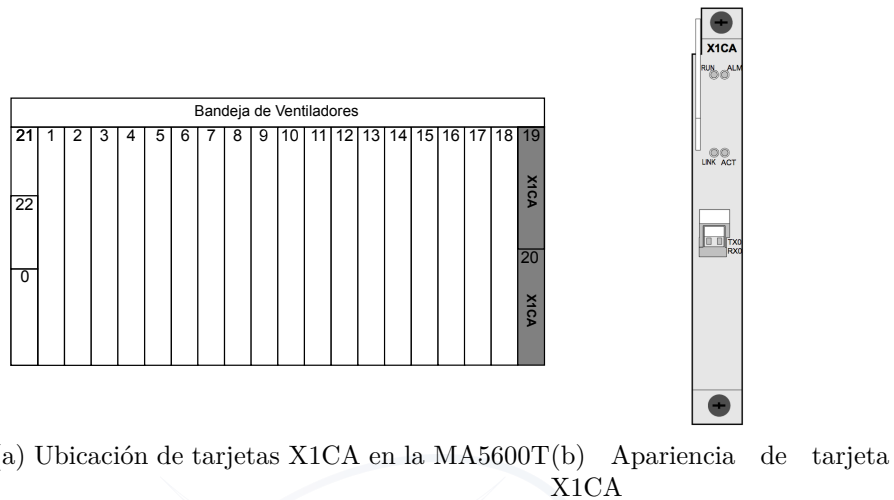 Bandeja de Ventiladores
21 1 2 3 4 5 6 7 8 9 10 11 12 13 14 15 16 17 18 19
X1CA
22
20
0
X1CA
X1CA
RUN ALM
LINK ACT
TX0
RX0
a) Ubicación de tarjetas X1CA en la MA5600T
(b) Apariencia de tarjeta
X1CA